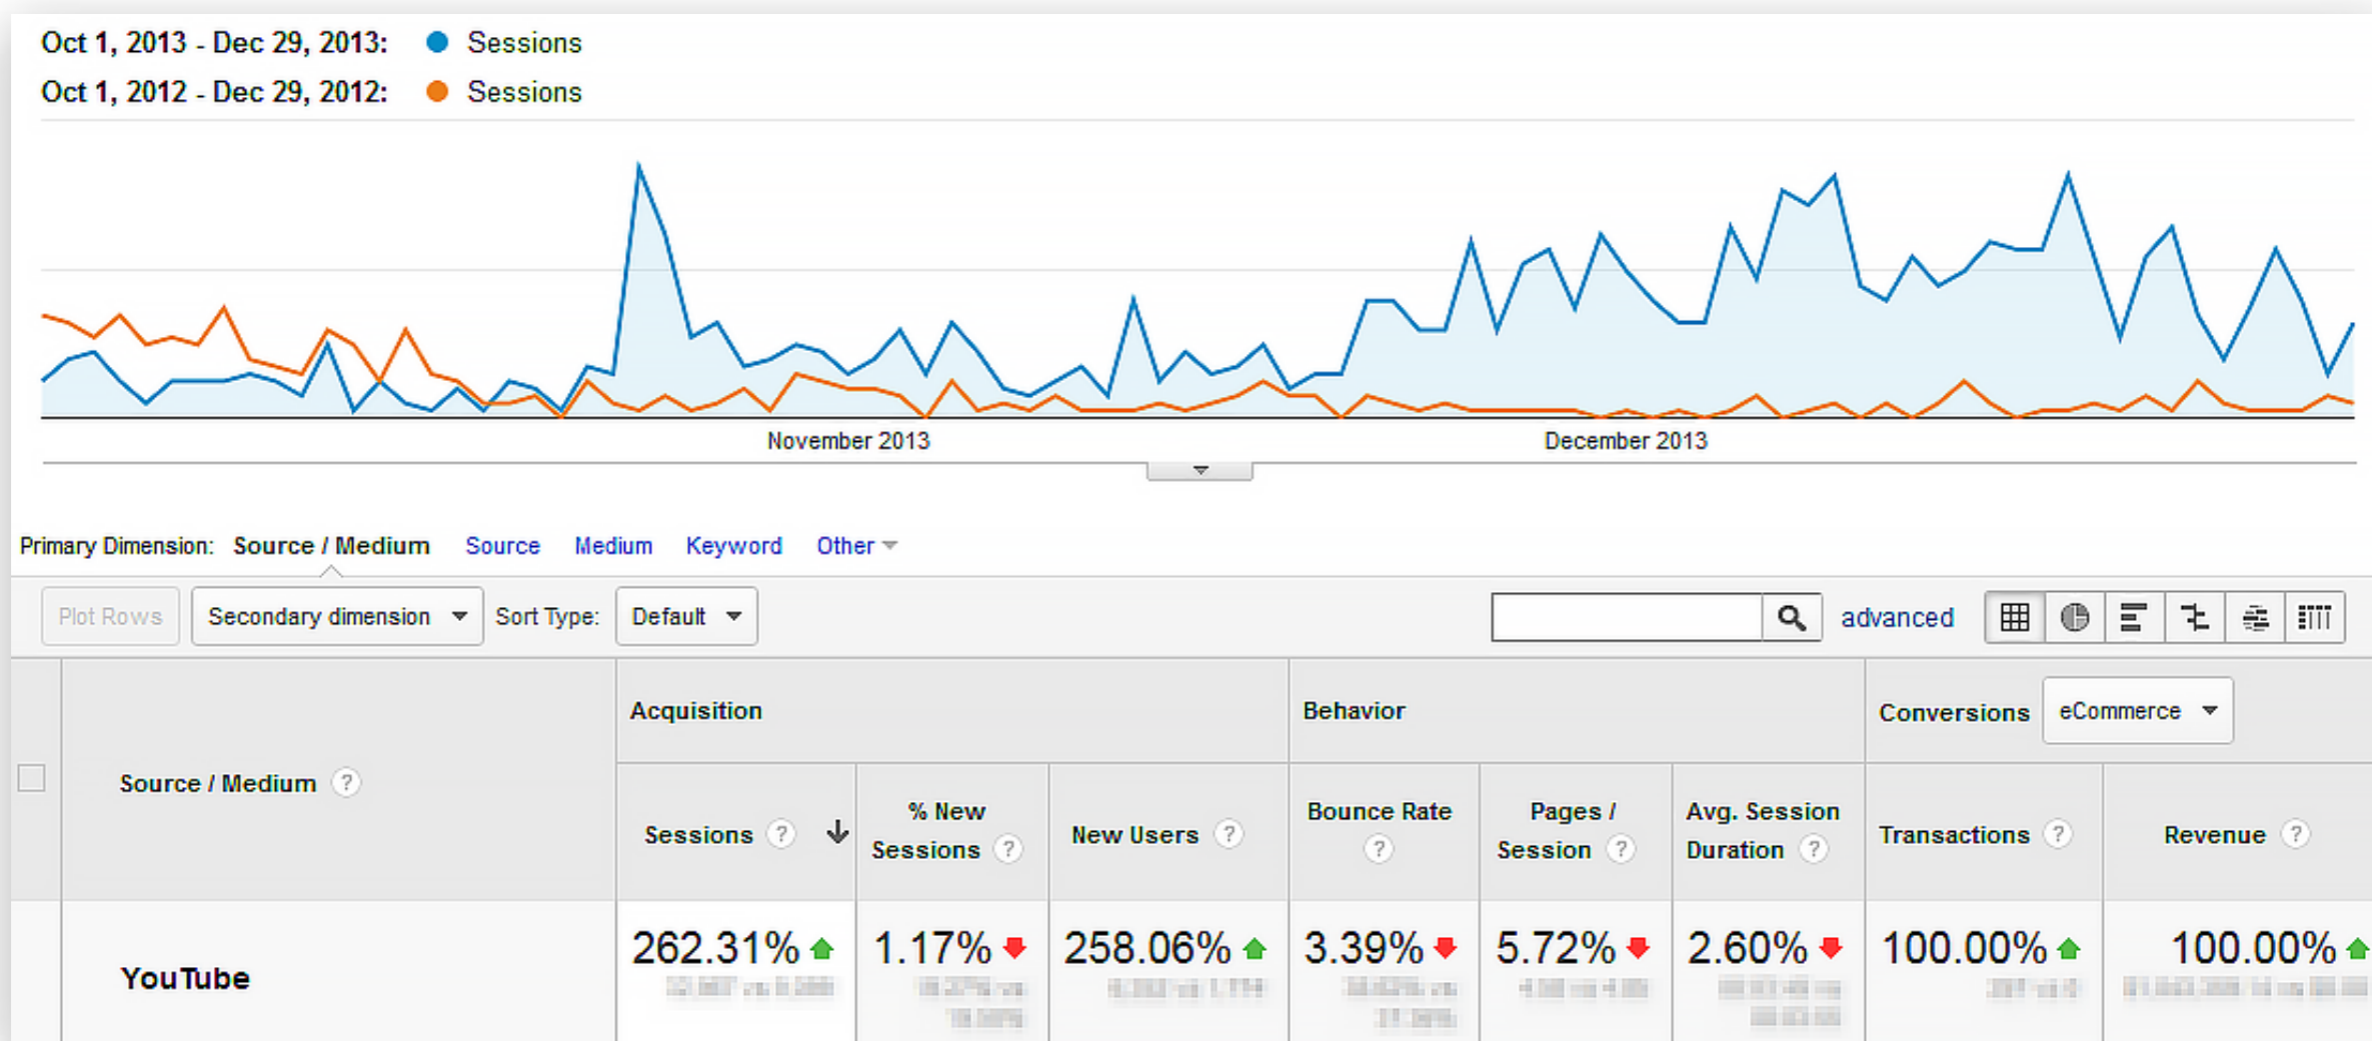 Oct 1, 2013 - Dec 29, 2013: Sessions
Oct 1, 2012 - Dec 29, 2012: Sessions
November 2013 December 2013
Primary Dimension: Source / Medium Source Medium Keyword Other
Plot Rows Secondary dimension Sort Type: Default advanced
Acquisition Behavior Conversions eCommerce
Source / Medium ?
Sessions ? % New Sessions ? New Users ? Bounce Rate ? Pages / Session ? Avg. Session Duration ? Transactions ? Revenue ?
YouTube 262.31% 1.17% 258.06% 3.39% 5.72% 2.60% 100.00% 100.00%